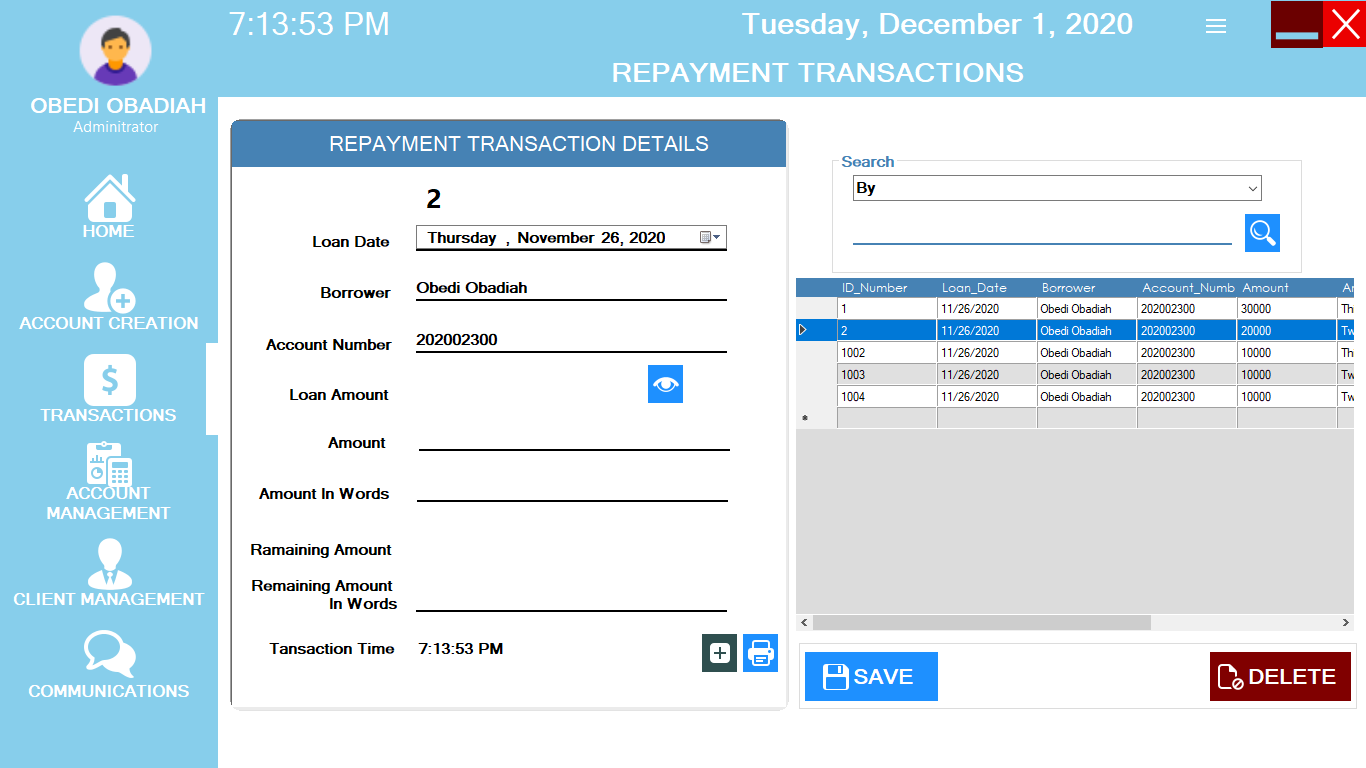 7:13:53 PM
Tuesday, December 1, 2020
REPAYMENT TRANSACTIONS
OBEDI OBADIAH
Adminitrator
HOME
ACCOUNT CREATION
$
TRANSACTIONS
ACCOUNT
MANAGEMENT
CLIENT MANAGEMENT
COMMUNICATIONS
REPAYMENT TRANSACTION DETAILS
2
Loan Date Thursday , November 26, 2020
Borrower Obedi Obadiah
Account Number 202002300
Loan Amount
Amount
Amount In Words
Ramaining Amount
Remaining Amount
In Words
Tansaction Time 7:13:53 PM
Search
By
ID_Number Loan_Date Borrower Account_Numb Amount Ar
1 11/26/2020 Obedi Obadiah 202002300 30000 Th
2 11/26/2020 Obedi Obadiah 202002300 20000 Tw
1002 11/26/2020 Obedi Obadiah 202002300 10000 Th
1003 11/26/2020 Obedi Obadiah 202002300 10000 Tw
1004 11/26/2020 Obedi Obadiah 202002300 10000 Tw
SAVE
DELETE